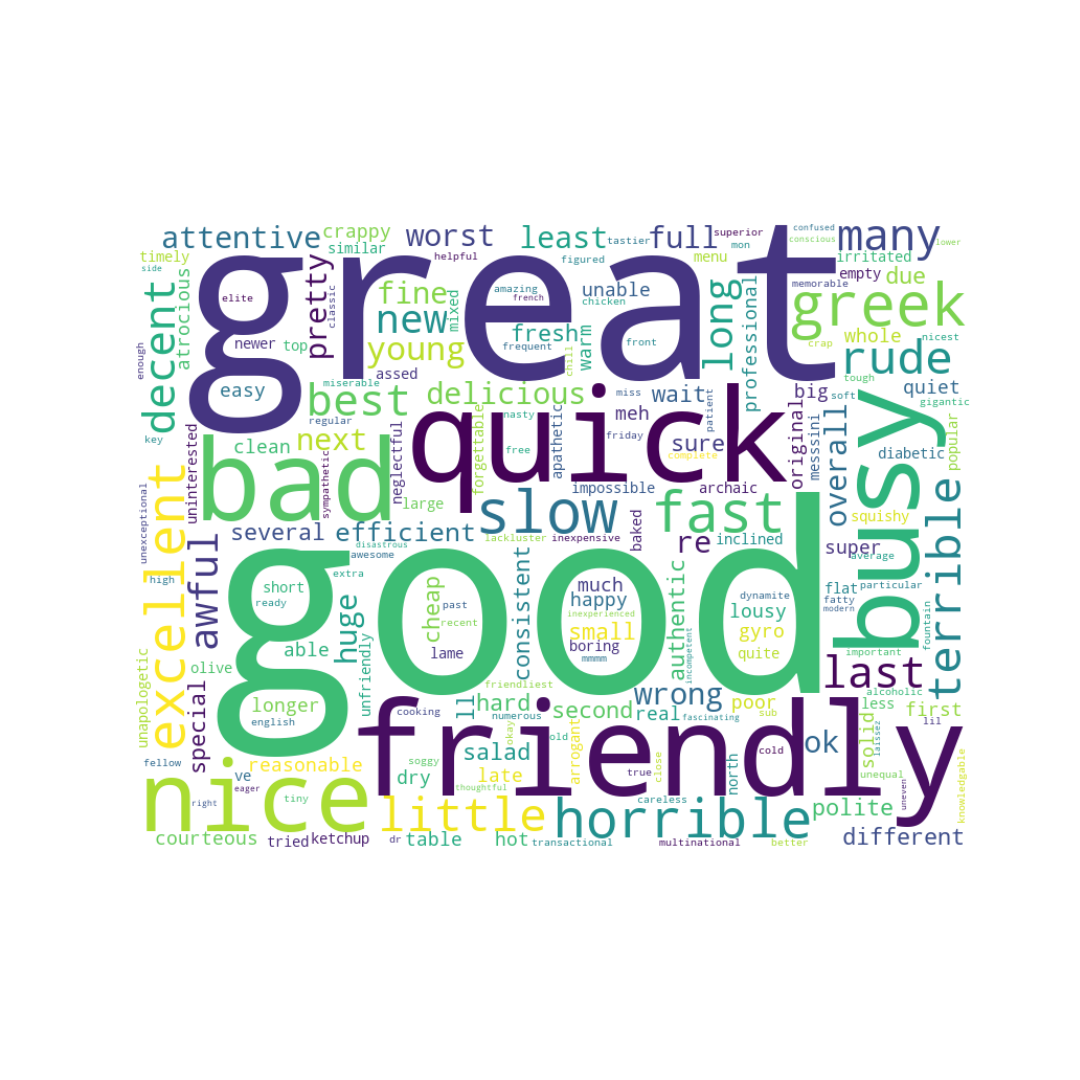 great
good
friendly
quick
busy
bad
nice
slow
fast
horrible
excellent
terrible
little
greek
many
rude
awful
last
decent
best
new
fine
young
long
pretty
huge
attentive
worst
least
full
delicious
next
several
efficient
crappy
similar
timely
atrocious
newer
top
easy
clean
assed
mixed
fresh
warm
unable
wait
meh
sure
menu
irritated
empty
due
whole
quiet
big
original
professional
messini
overall
diabetic
popular
gigantic
tough
soft
nicest
lower
confused
conscious
superior
mon
memorable
crap
tastier
figured
helpful
amazing
french
chicken
frequent
front
chill
elite
classic
side
enough
key
miserable
regular
neglectful
forgettable
nasty
free
miss
friday
patient
complete
apathetic
impossible
archaic
inexpensive
baked
lackluster
large
sympathetic
uninterested
unexceptional
high
disastrous
awesome
extra
short
ready
past
recent
cheap
lame
able
olive
unapologetic
special
longer
english
unfriendly
consistent
much
happy
inexperienced
small
boring
mmmm
authentic
re
inclined
super
squishy
average
particular
flat
fatty
modern
fountain
dynamite
lousy
gyro
quite
incompetent
important
alcoholic
less
first
lil
solid
laissez
unequal
uneven
knowledgable
wrong
poor
real
second
hard
ll
friendliest
numerous
okay
old
fascinating
sub
cold
ok
true
north
close
arrogant
late
salad
thoughtful
soggy
dry
cooking
reasonable
ve
eager
fellow
right
tiny
courteous
tried
ketchup
dr
table
hot
transactional
careless
multinational
better
polite
different